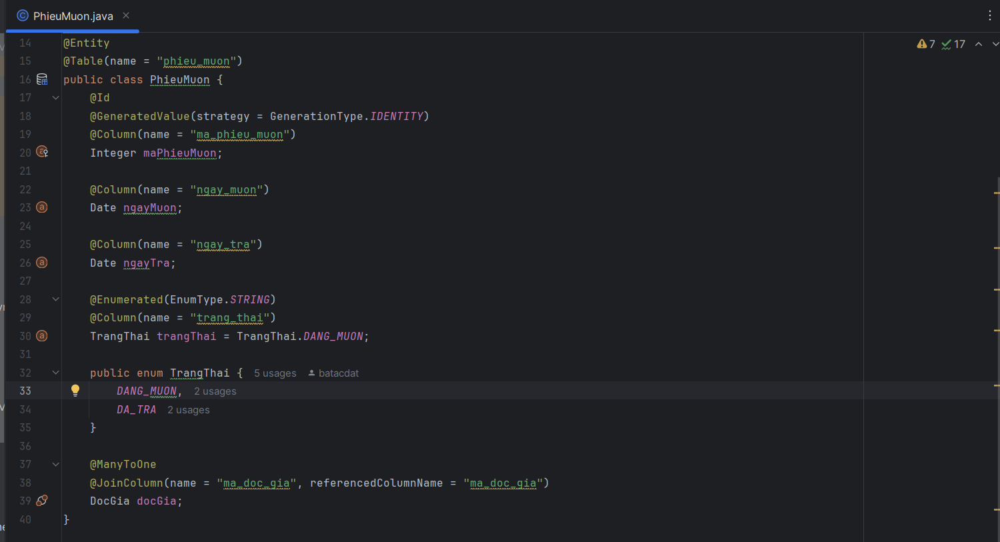 PhieuMuon.java
7 17
14 @Entity
15 @Table(name = "phieu_muon")
16 public class PhieuMuon {
17 @Id
18 @GeneratedValue(strategy = GenerationType.IDENTITY)
19 @Column(name = "ma_phieu_muon")
20 Integer maPhieuMuon;
21
22 @Column(name = "ngay_muon")
23 Date ngayMuon;
24
25 @Column(name = "ngay_tra")
26 Date ngayTra;
27
28 @Enumerated(EnumType.STRING)
29 @Column(name = "trang_thai")
30 TrangThai trangThai = TrangThai.DANG_MUON;
31
32 public enum TrangThai { 5 usages batacdat
33 DANG_MUON, 2 usages
34 DA_TRA 2 usages
35 }
36
37 @ManyToOne
38 @JoinColumn(name = "ma_doc_gia", referencedColumnName = "ma_doc_gia")
39 DocGia docGia;
40 }